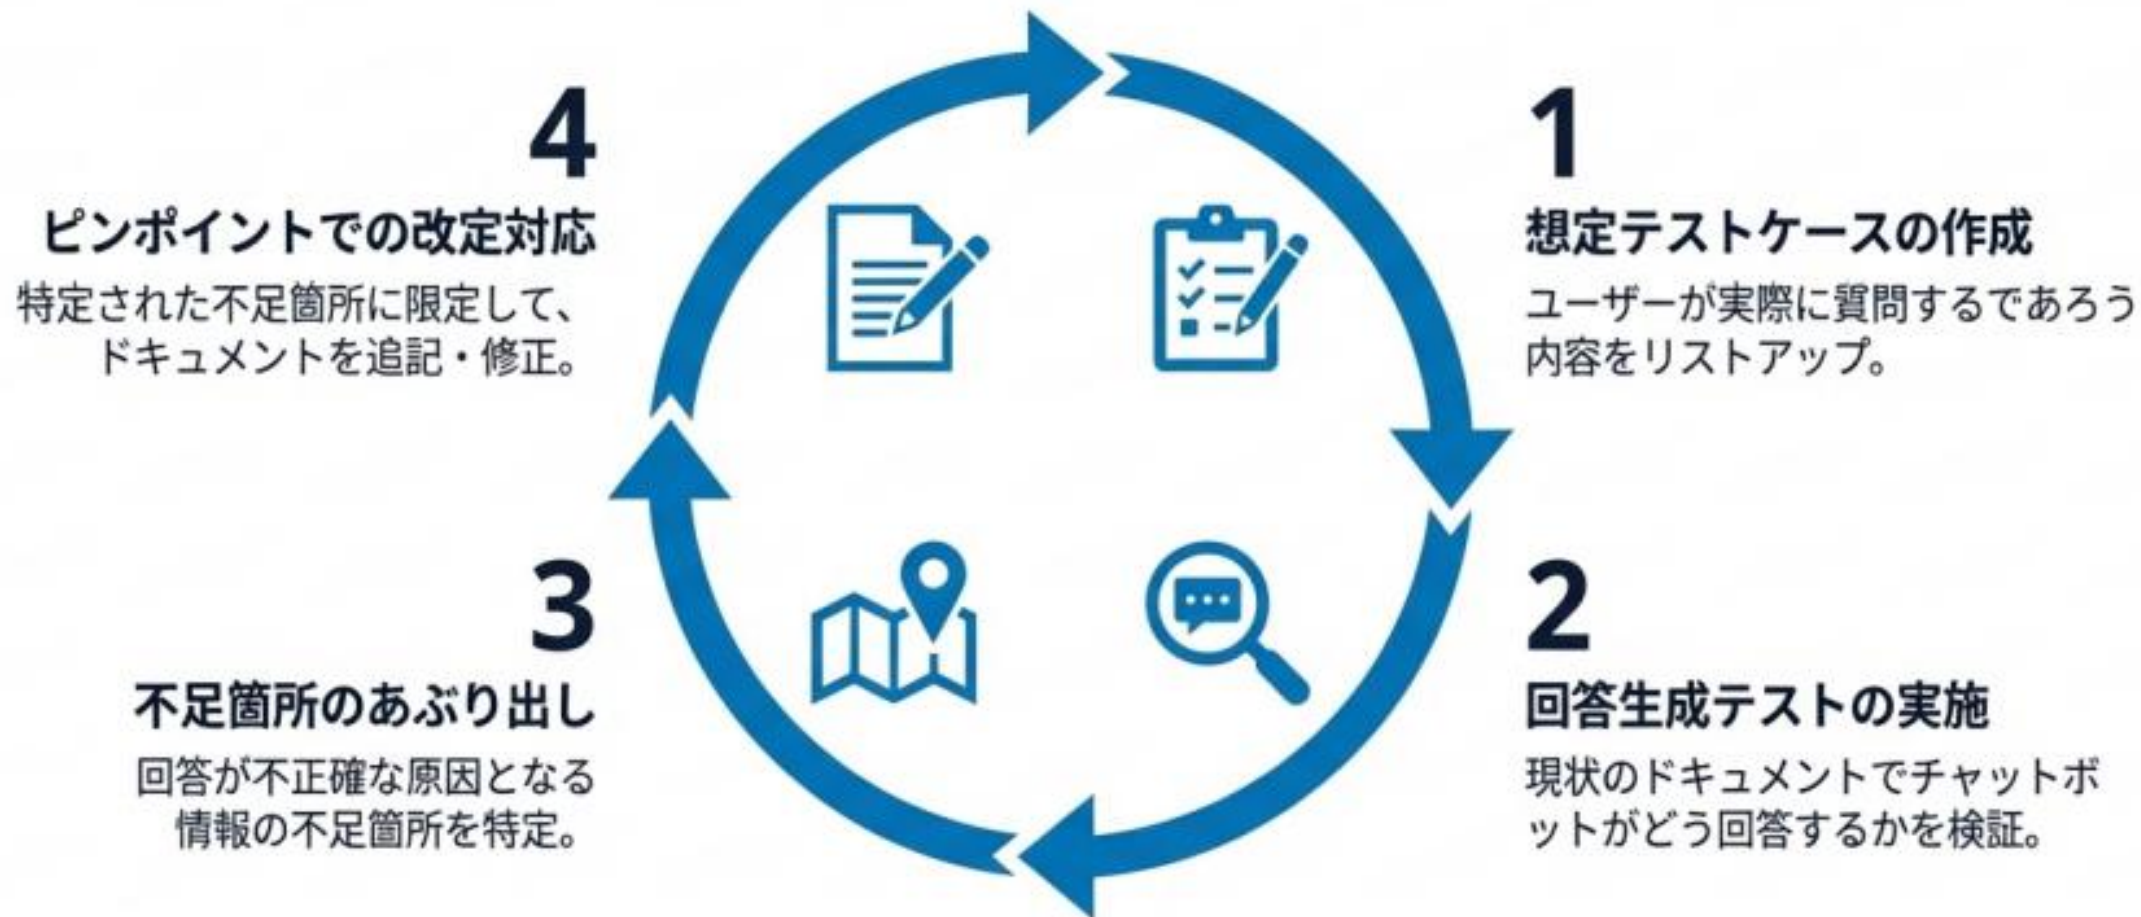 1
想定テストケースの作成
ユーザーが実際に質問するであろう
内容をリストアップ。
2
回答生成テストの実施
現状のドキュメントでチャットボ
ットがどう回答するかを検証。
3
不足箇所のあぶり出し
回答が不正確な原因となる
情報の不足箇所を特定。
4
ピンポイントでの改定対応
特定された不足箇所に限定して、
ドキュメントを追記・修正。